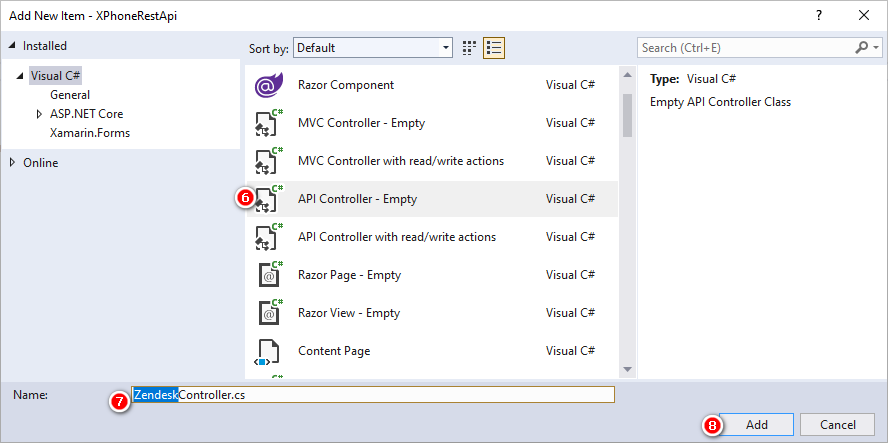 Add New Item - XPhoneRestApi
?
Installed
Sort by: Default
Search (Ctrl+E)
Visual C#
General
ASP.NET Core
Xamarin.Forms
Online
Razor Component Visual C#
C# MVC Controller - Empty Visual C#
C# MVC Controller with read/write actions Visual C#
6 C# API Controller - Empty Visual C#
C# API Controller with read/write actions Visual C#
C# @ Razor Page - Empty Visual C#
C# @ Razor View - Empty Visual C#
C# Content Page Visual C#
C#
Type: Visual C#
Empty API Controller Class
Name: 7 ZendeskController.cs
8 Add Cancel